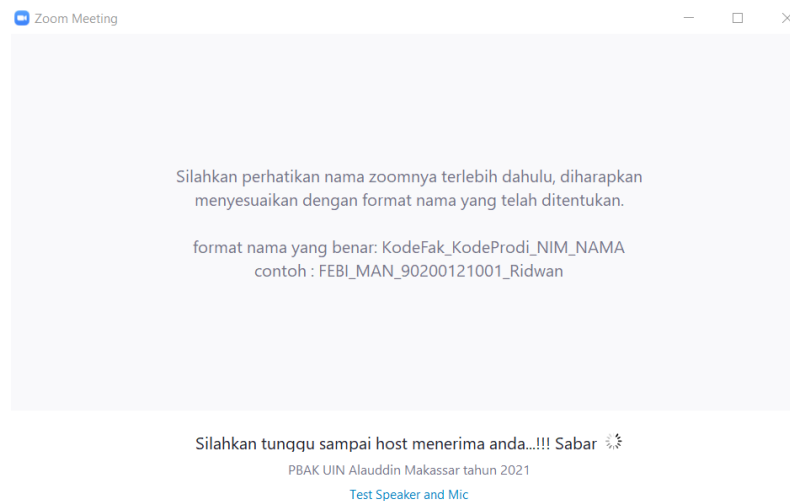 Zoom Meeting
Silahkan perhatikan nama zoomnya terlebih dahulu, diharapkan
menyesuaikan dengan format nama yang telah ditentukan.
format nama yang benar: KodeFak_KodeProdi_NIM_NAMA
contoh : FEBI_MAN_90200121001_Ridwan
Silahkan tunggu sampai host menerima anda...!!! Sabar
PBAK UIN Alauddin Makassar tahun 2021
Test Speaker and Mic